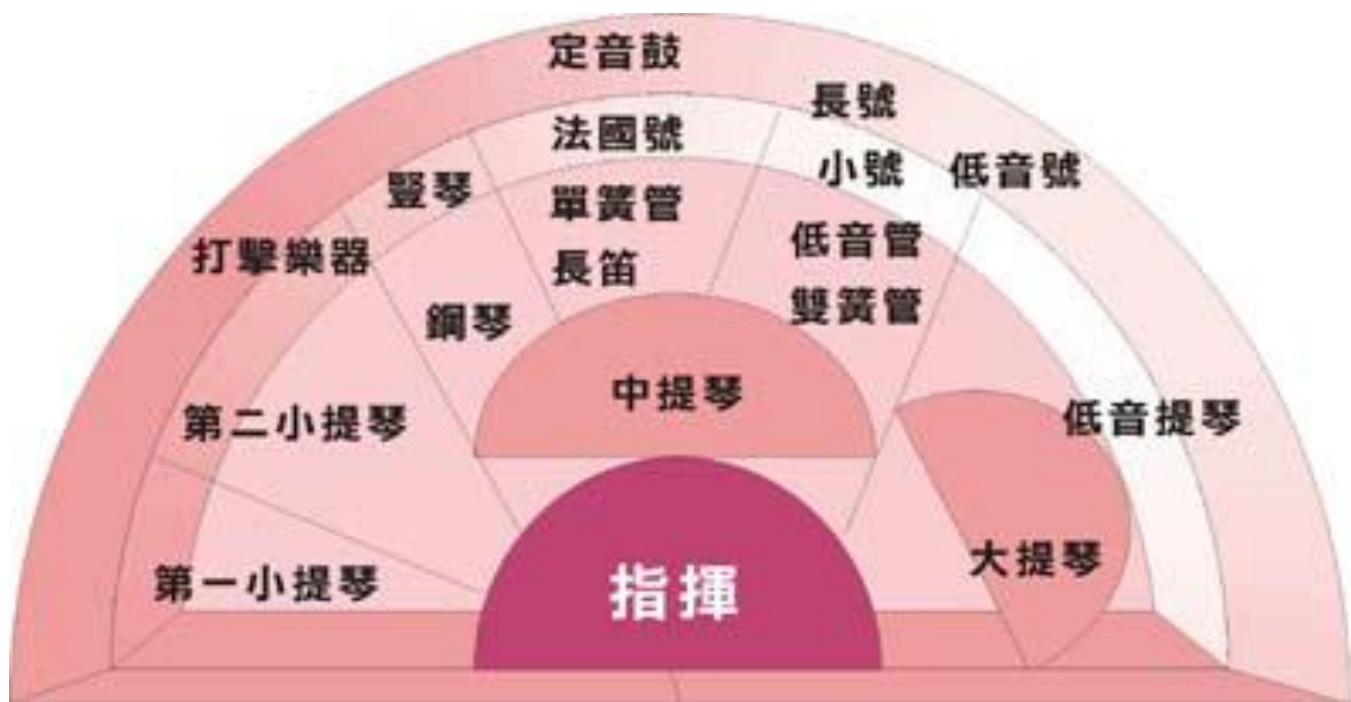 定音鼓
長號
法國號
小號
低音號
豎琴
單簧管
低音管
打擊樂器
長笛
雙簧管
鋼琴
中提琴
第二小提琴
低音提琴
大提琴
第一小提琴
指揮